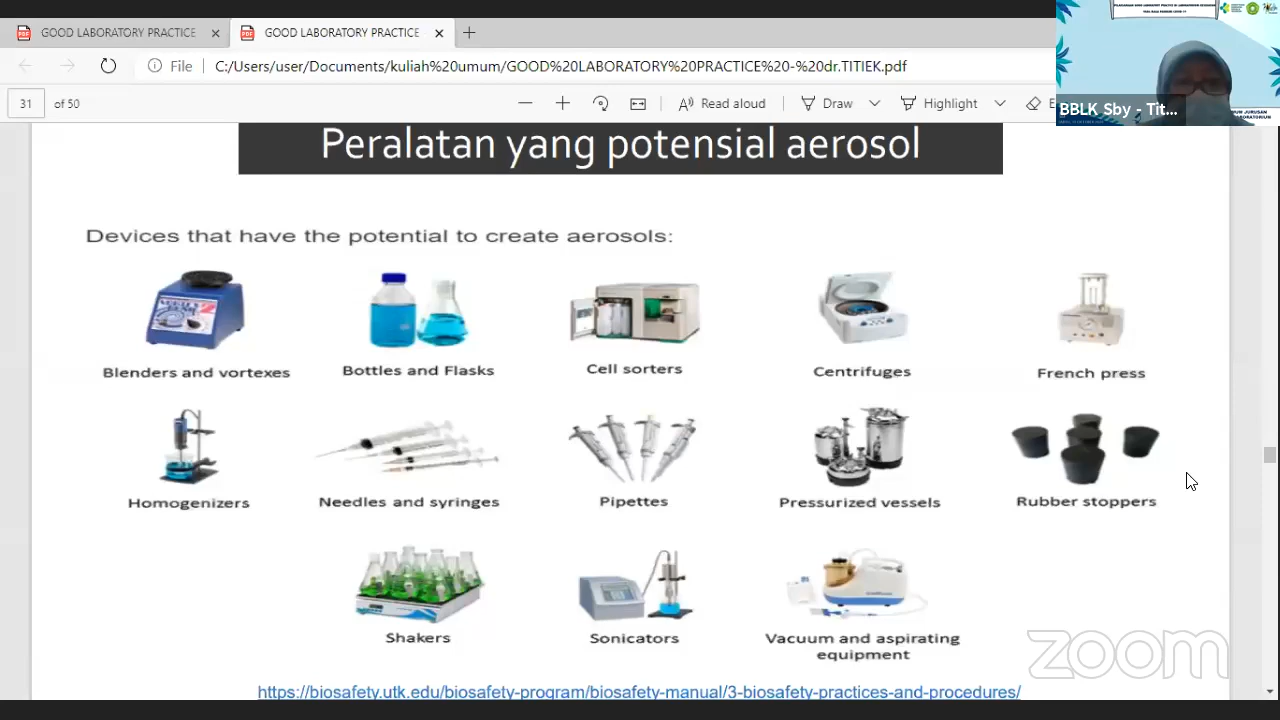 GOOD LABORATORY PRACTICE
GOOD LABORATORY PRACTICE
File
C:/Users/user/Documents/kuliah%20umum/GOOD%20LABORATORY%20PRACTICE%20-%20dr.TITIEK.pdf
31 of 50
Read aloud
Draw
Highlight
BBLK Sby - Tit...
Peralatan yang potensial aerosol
Devices that have the potential to create aerosols:
Blenders and vortexes
Bottles and Flasks
Cell sorters
Centrifuges
French press
Homogenizers
Needles and syringes
Pipettes
Pressurized vessels
Rubber stoppers
Shakers
Sonicators
Vacuum and aspirating
equipment
zoom
https://biosafety.utk.edu/biosafety-program/biosafety-manual/3-biosafety-practices-and-procedures/